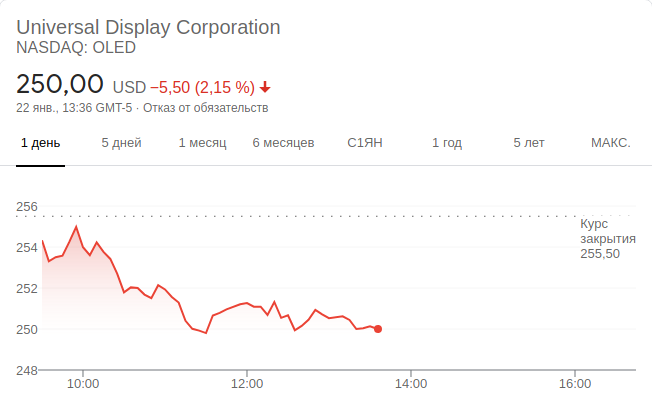 Universal Display Corporation
NASDAQ: OLED
250,00 USD −5,50 (2,15 %)
22 янв., 13:36 GMT-5 · Отказ от обязательств
1 день 5 дней 1 месяц 6 месяцев С1ЯН 1 год 5 лет МАКС.
256
Курс
254
закрытия
255,50
252
250
248
10:00 12:00 14:00 16:00